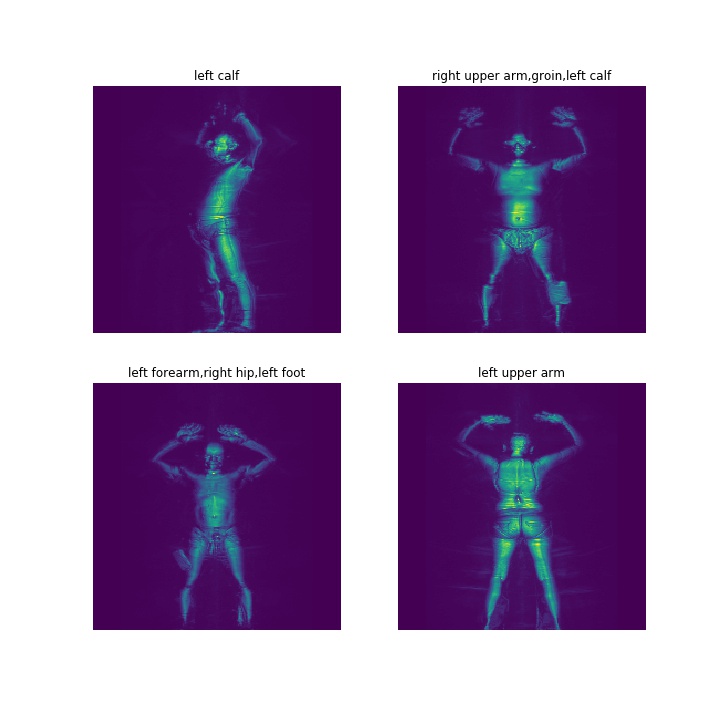 left calf
right upper arm,groin,left calf
left forearm,right hip,left foot
left upper arm